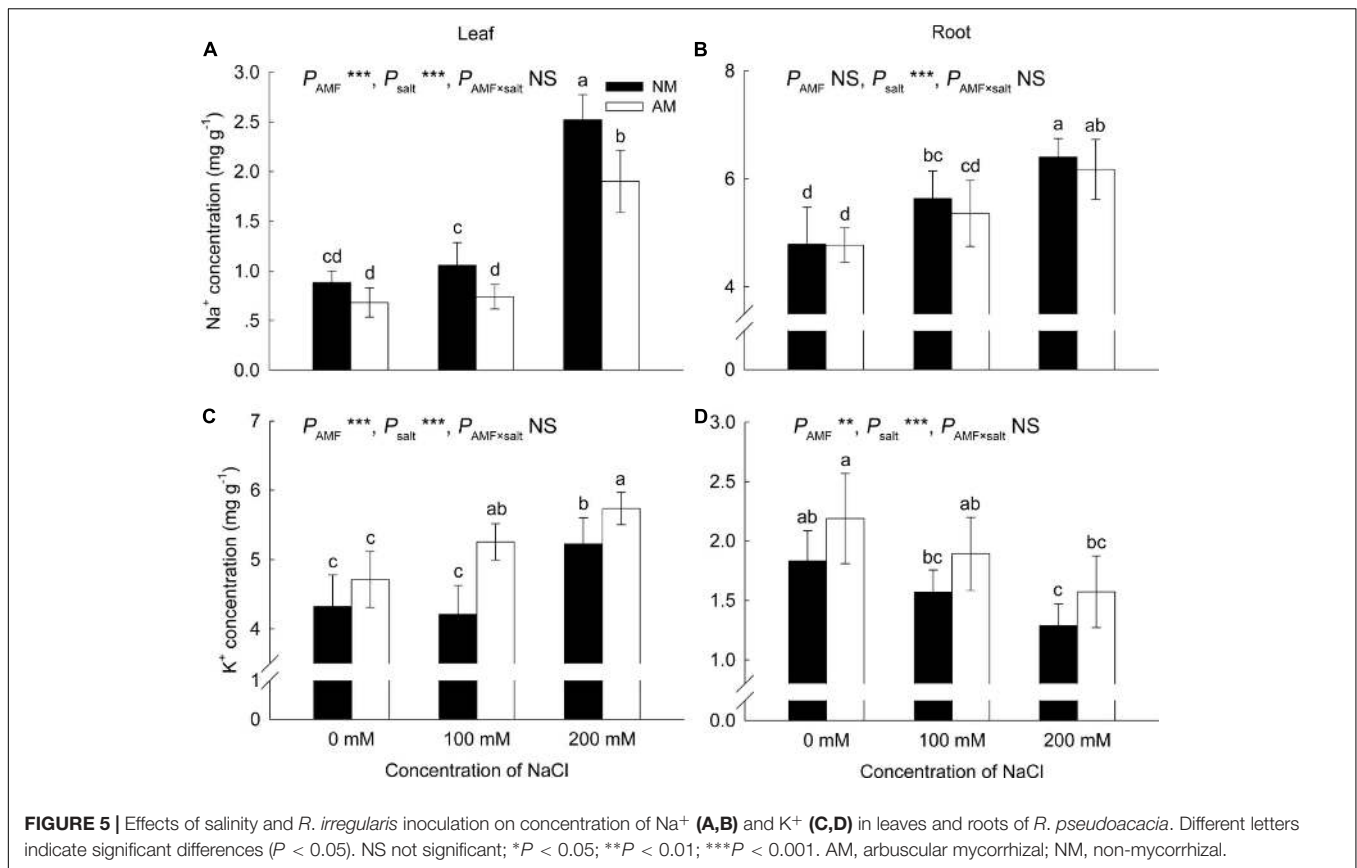 Leaf
Root
A
B
P_AMF ***, P_salt ***, P_AMF×salt NS
P_AMF NS, P_salt ***, P_AMF×salt NS
NM
AM
Na⁺ concentration (mg g⁻¹)
3.0
2.5
2.0
1.5
1.0
.5
0.0
cd
d
c
d
a
b
8
6
4
0
d
d
bc
cd
a
ab
C
D
P_AMF ***, P_salt ***, P_AMF×salt NS
P_AMF **, P_salt ***, P_AMF×salt NS
K⁺ concentration (mg g⁻¹)
7
6
5
4
1
0
c
c
c
ab
b
a
3.0
2.5
2.0
1.5
1.0
0.0
ab
a
bc
ab
c
bc
0 mM 100 mM 200 mM
0 mM 100 mM 200 mM
Concentration of NaCl
Concentration of NaCl
FIGURE 5 | Effects of salinity and R. irregularis inoculation on concentration of Na⁺ (A,B) and K⁺ (C,D) in leaves and roots of R. pseudoacacia. Different letters
indicate significant differences (P < 0.05). NS not significant; *P < 0.05; **P < 0.01; ***P < 0.001. AM, arbuscular mycorrhizal; NM, non-mycorrhizal.